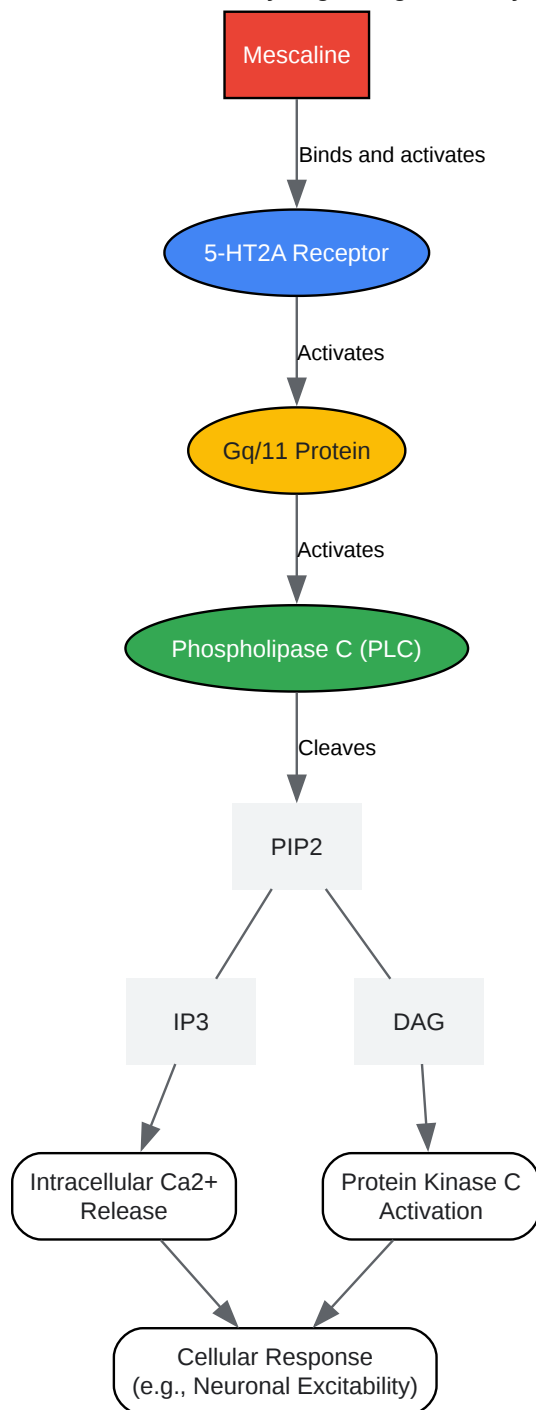 Mescaline
Binds and activates
5-HT2A Receptor
Activates
Gq/11 Protein
Activates
Phospholipase C (PLC)
Cleaves
PIP2
IP3
DAG
Intracellular Ca2+
Release
Protein Kinase C
Activation
Cellular Response
(e.g., Neuronal Excitability)